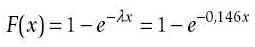 F(x) = 1 - e^{-λx} = 1 - e^{-0,146x}